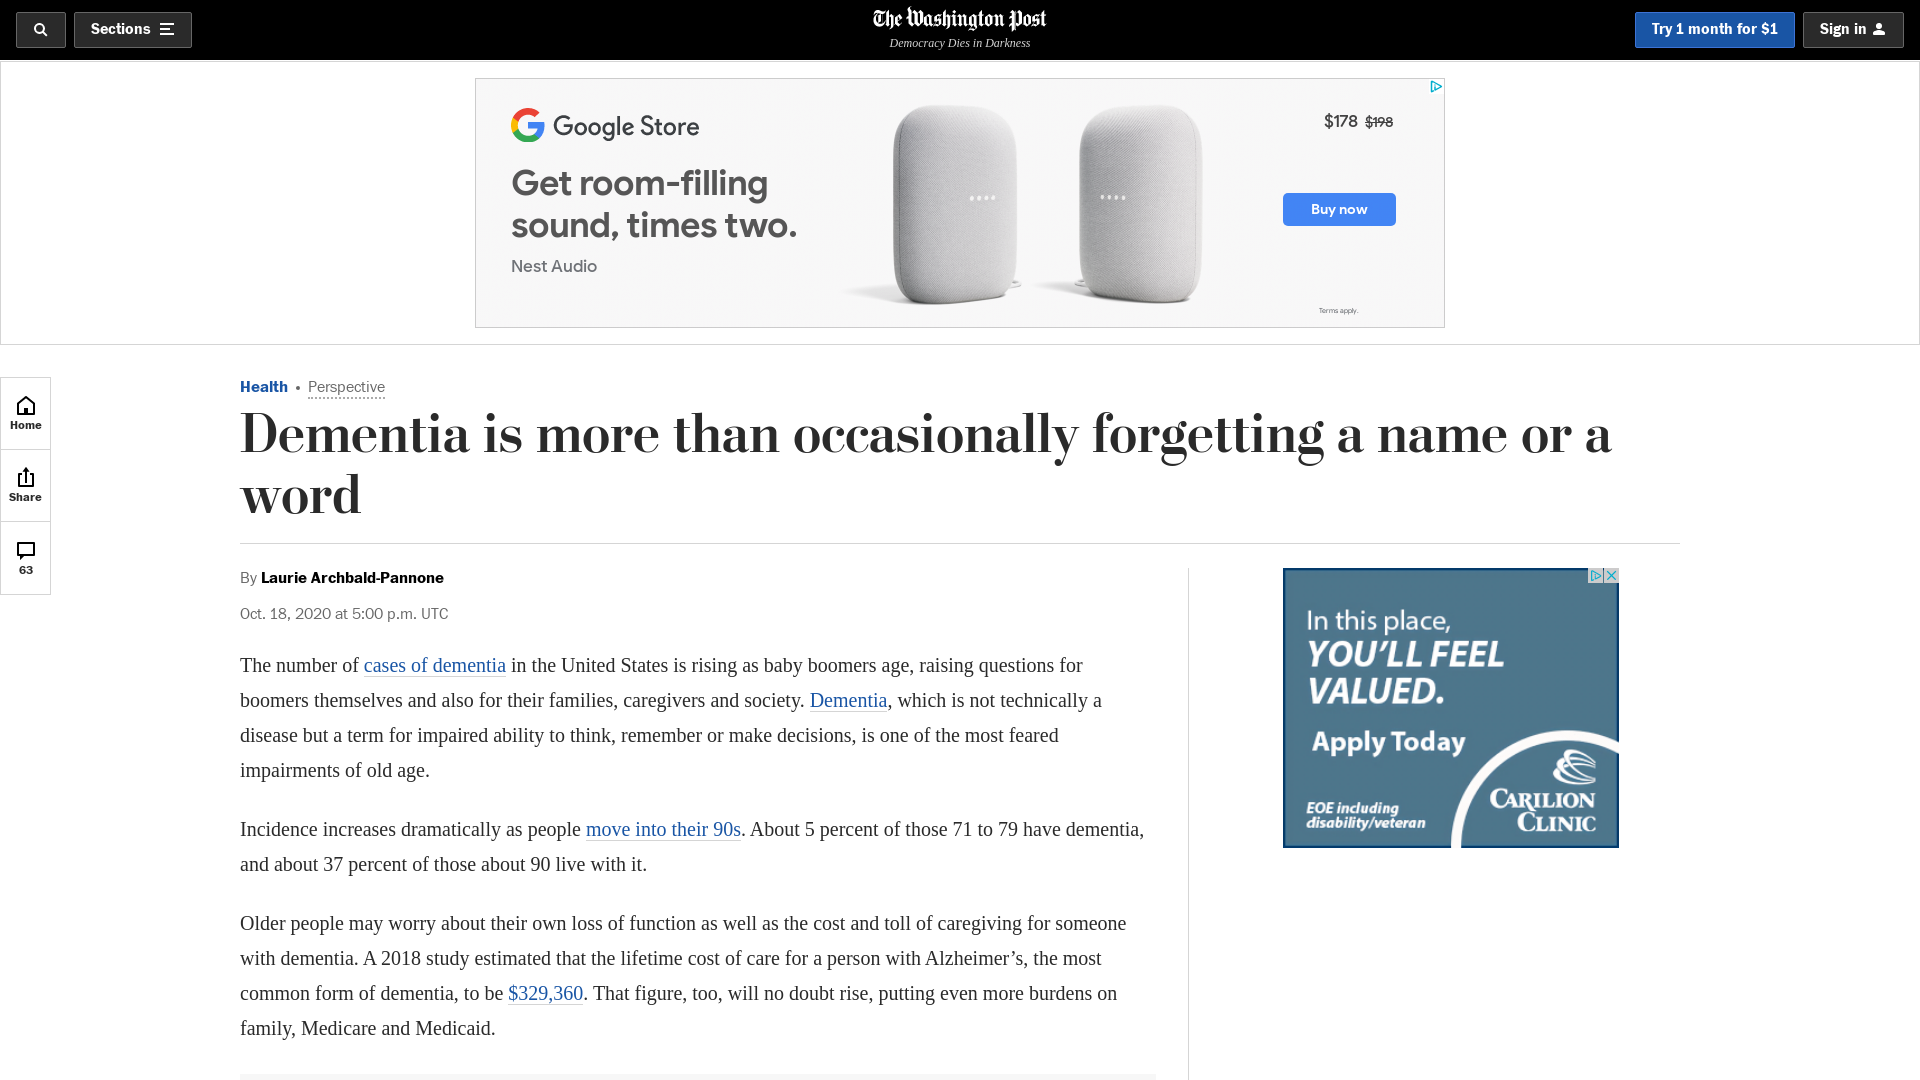 Sections
The Washington Post
Democracy Dies in Darkness
Try 1 month for $1
Sign in
Google Store
Get room-filling
sound, times two.
Nest Audio
$178 $198
Buy now
Terms apply.
Home
Share
63
Health • Perspective
Dementia is more than occasionally forgetting a name or a
word
By Laurie Archbald-Pannone
Oct. 18, 2020 at 5:00 p.m. UTC
The number of cases of dementia in the United States is rising as baby boomers age, raising questions for
boomers themselves and also for their families, caregivers and society. Dementia, which is not technically a
disease but a term for impaired ability to think, remember or make decisions, is one of the most feared
impairments of old age.
Incidence increases dramatically as people move into their 90s. About 5 percent of those 71 to 79 have dementia,
and about 37 percent of those about 90 live with it.
Older people may worry about their own loss of function as well as the cost and toll of caregiving for someone
with dementia. A 2018 study estimated that the lifetime cost of care for a person with Alzheimer’s, the most
common form of dementia, to be $329,360. That figure, too, will no doubt rise, putting even more burdens on
family, Medicare and Medicaid.
In this place,
YOU’LL FEEL
VALUED.
Apply Today
EOE including
disability/veteran
CARILION
CLINIC